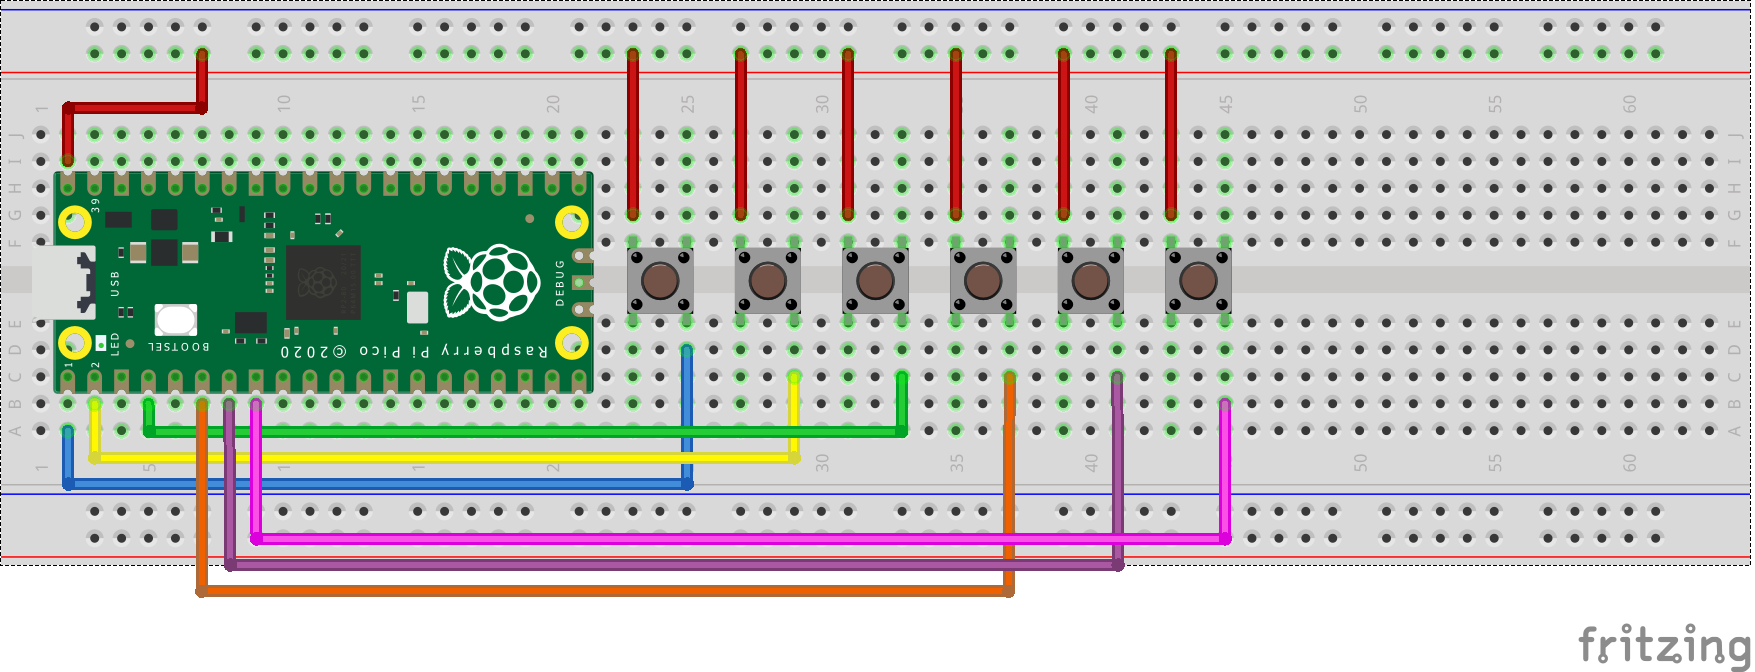 1 10 15 20 25 30 40 45 50 55 60
J J
I I
H H
G G
F F
39
USB
DEBUG
BOOTSEL
LED
Raspberry Pi Pico ©2020
1 2
E E
D D
C C
B B
A A
1 5 1 1 2 30 35 40 50 55 60
fritzing